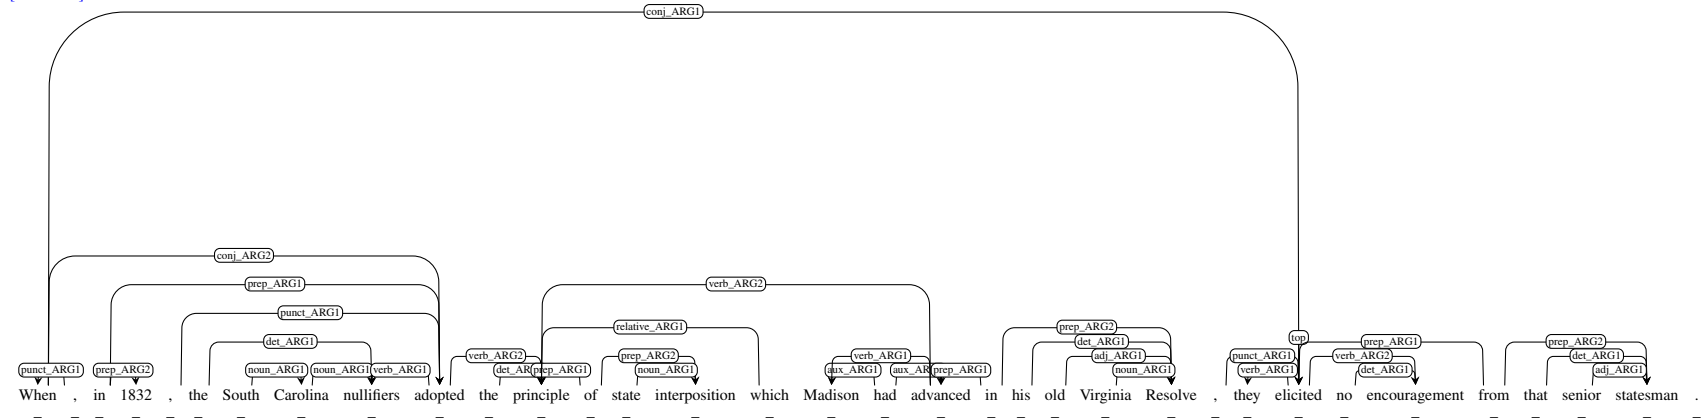 conj_ARG1
conj_ARG2
prep_ARG1 verb_ARG2
punct_ARG1
relative_ARG1 prep_ARG2
top
det_ARG1 det_ARG1 prep_ARG1 prep_ARG2
verb_ARG2 prep_ARG2 verb_ARG1 adj_ARG1 punct_ARG1 verb_ARG2 det_ARG1
punct_ARG1 prep_ARG2 noun_ARG1 noun_ARG1 verb_ARG1 det_AR prep_ARG1 noun_ARG1 aux_ARG1 aux_AR prep_ARG1 noun_ARG1 verb_ARG1 det_ARG1 adj_ARG1
When , in 1832 , the South Carolina nullifiers adopted the principle of state interposition which Madison had advanced in his old Virginia Resolve , they elicited no encouragement from that senior statesman .